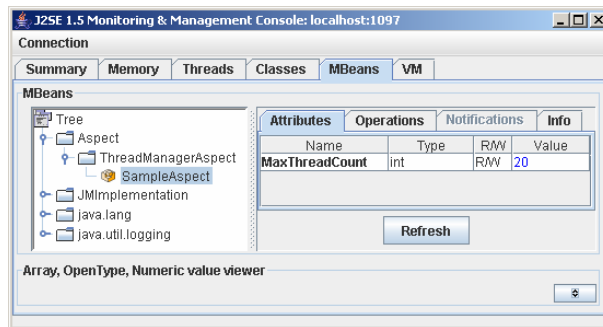 J2SE 1.5 Monitoring & Management Console: localhost:1097
Connection
Summary Memory Threads Classes MBeans VM
MBeans
Tree
Aspect
ThreadManagerAspect
SampleAspect
JMImplementation
java.lang
java.util.logging
Attributes Operations Notifications Info
Name Type R/W Value
MaxThreadCount int R/W 20
Refresh
Array, OpenType, Numeric value viewer